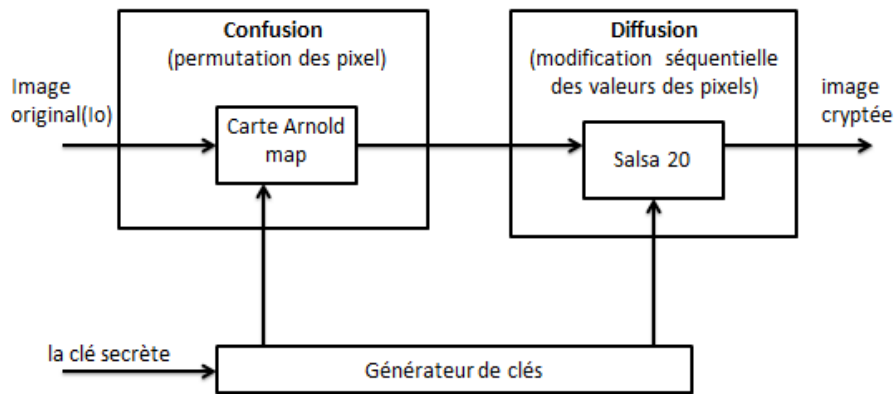 Confusion
(permutation des pixel)
Diffusion
(modification séquentielle
des valeurs des pixels)
Image
original(Io)
Carte Arnold
map
Salsa 20
image
cryptée
la clé secrète
Générateur de clés